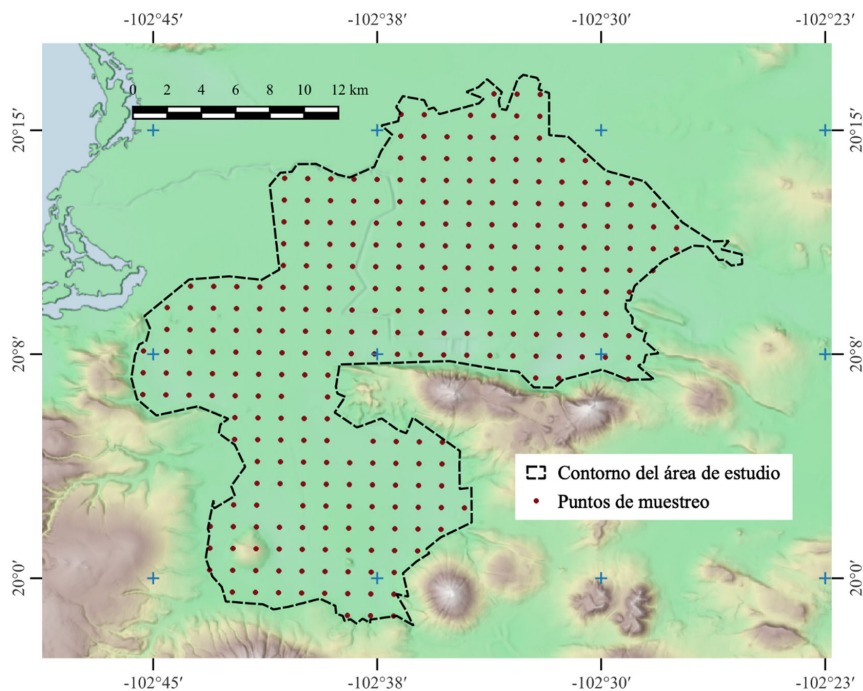 -102°45′ -102°38′ -102°30′ -102°23′
0 2 4 6 8 10 12 km
20°15′ 20°15′
20°8′ 20°8′
Contorno del área de estudio
Puntos de muestreo
20°0′ 20°0′
-102°45′ -102°38′ -102°30′ -102°23′